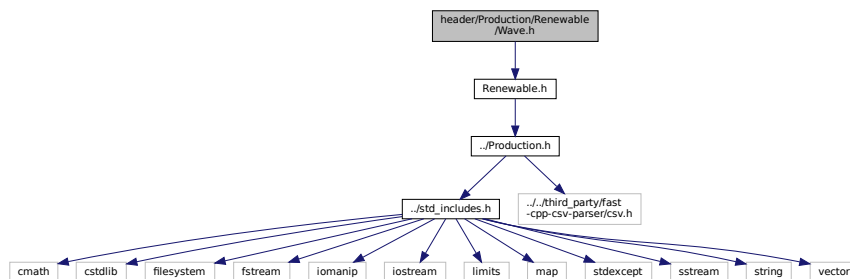 header/Production/Renewable
/Wave.h
Renewable.h
../Production.h
../std_includes.h
../../third_party/fast
-cpp-csv-parser/csv.h
cmath
cstdlib
filesystem
fstream
iomanip
iostream
limits
map
stdexcept
sstream
string
vector